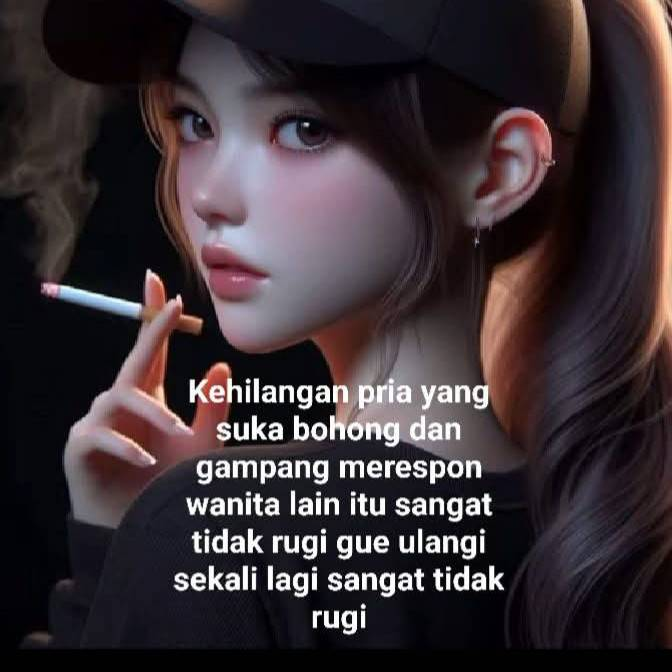 Kehilangan pria yang
suka bohong dan
gampang merespon
wanita lain itu sangat
tidak rugi gue ulangi
sekali lagi sangat tidak
rugi